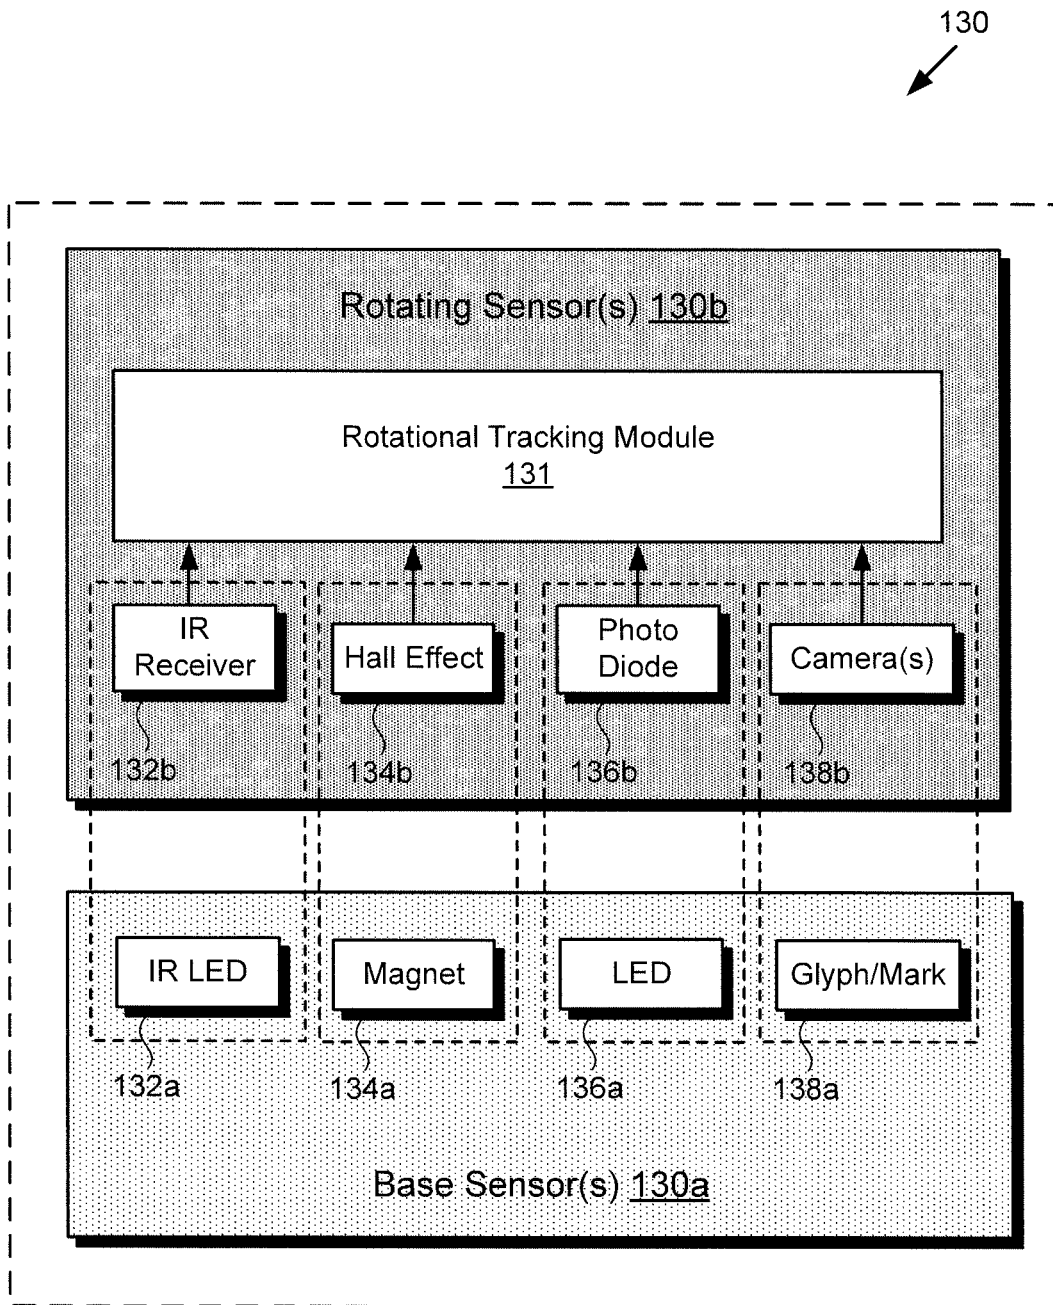 130
Rotating Sensor(s) 130b
Rotational Tracking Module
131
IR
Receiver
Hall Effect
Photo
Diode
Camera(s)
132b
134b
136b
138b
IR LED
Magnet
LED
Glyph/Mark
132a
134a
136a
138a
Base Sensor(s) 130a